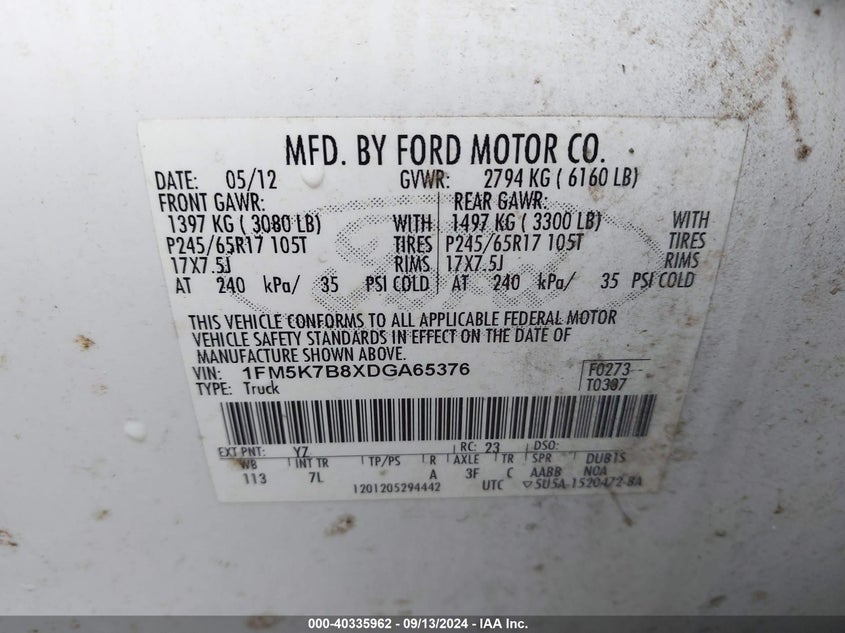 MFD. BY FORD MOTOR CO.
DATE: 05/12 GVWR: 2794 KG ( 6160 LB)
FRONT GAWR: REAR GAWR:
1397 KG ( 3080 LB) WITH 1497 KG ( 3300 LB) WITH
P245/65R17 105T TIRES P245/65R17 105T TIRES
17X7.5J RIMS 17X7.5J RIMS
AT 240 kPa/ 35 PSI COLD AT 240 kPa/ 35 PSI COLD
THIS VEHICLE CONFORMS TO ALL APPLICABLE FEDERAL MOTOR
VEHICLE SAFETY STANDARDS IN EFFECT ON THE DATE OF
MANUFACTURE SHOWN ABOVE.
VIN: 1FM5K7B8XDGA65376 F0273
TYPE: Truck T0307
EXT PNT: YZ RC: 23 DSO:
WB INT TR TP/PS R AXLE TR SPR DUBTS
113 7L A 3F C AABB NOA
1201205294442 UTC ▽5U5A-1520472-BA
000-40335962 - 09/13/2024 - IAA Inc.